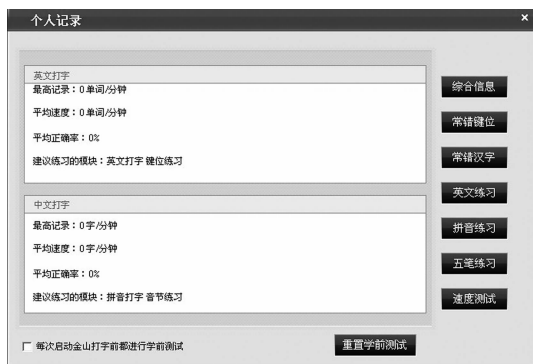 个人记录
×
英文打字
最高记录：0单词/分钟
平均速度：0单词/分钟
平均正确率：0%
建议练习的模块：英文打字 键位练习
中文打字
最高记录：0字/分钟
平均速度：0字/分钟
平均正确率：0%
建议练习的模块：拼音打字 音节练习
综合信息
常错键位
常错汉字
英文练习
拼音练习
五笔练习
速度测试
每次启动金山打字前都进行学前测试
重置学前测试